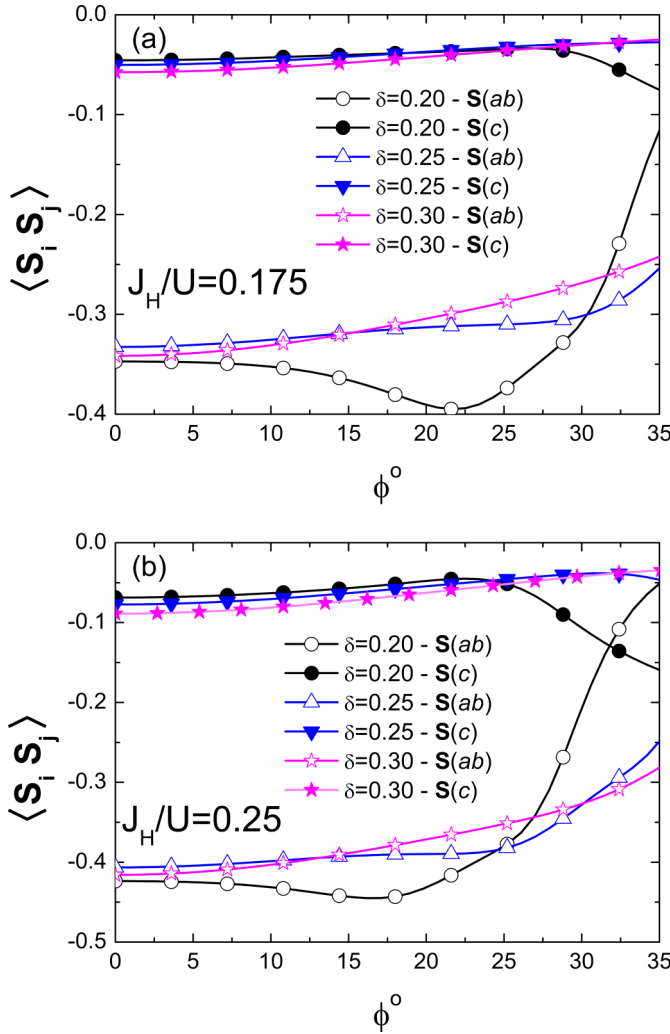 (a)
0.0
-0.1
-0.2
-0.3
-0.4
⟨S_i S_j⟩
δ=0.20 - S(ab)
δ=0.20 - S(c)
δ=0.25 - S(ab)
δ=0.25 - S(c)
δ=0.30 - S(ab)
δ=0.30 - S(c)
J_H/U=0.175
0 5 10 15 20 25 30 35
ϕ°
(b)
0.0
-0.1
-0.2
-0.3
-0.4
-0.5
⟨S_i S_j⟩
δ=0.20 - S(ab)
δ=0.20 - S(c)
δ=0.25 - S(ab)
δ=0.25 - S(c)
δ=0.30 - S(ab)
δ=0.30 - S(c)
J_H/U=0.25
0 5 10 15 20 25 30 35
ϕ°